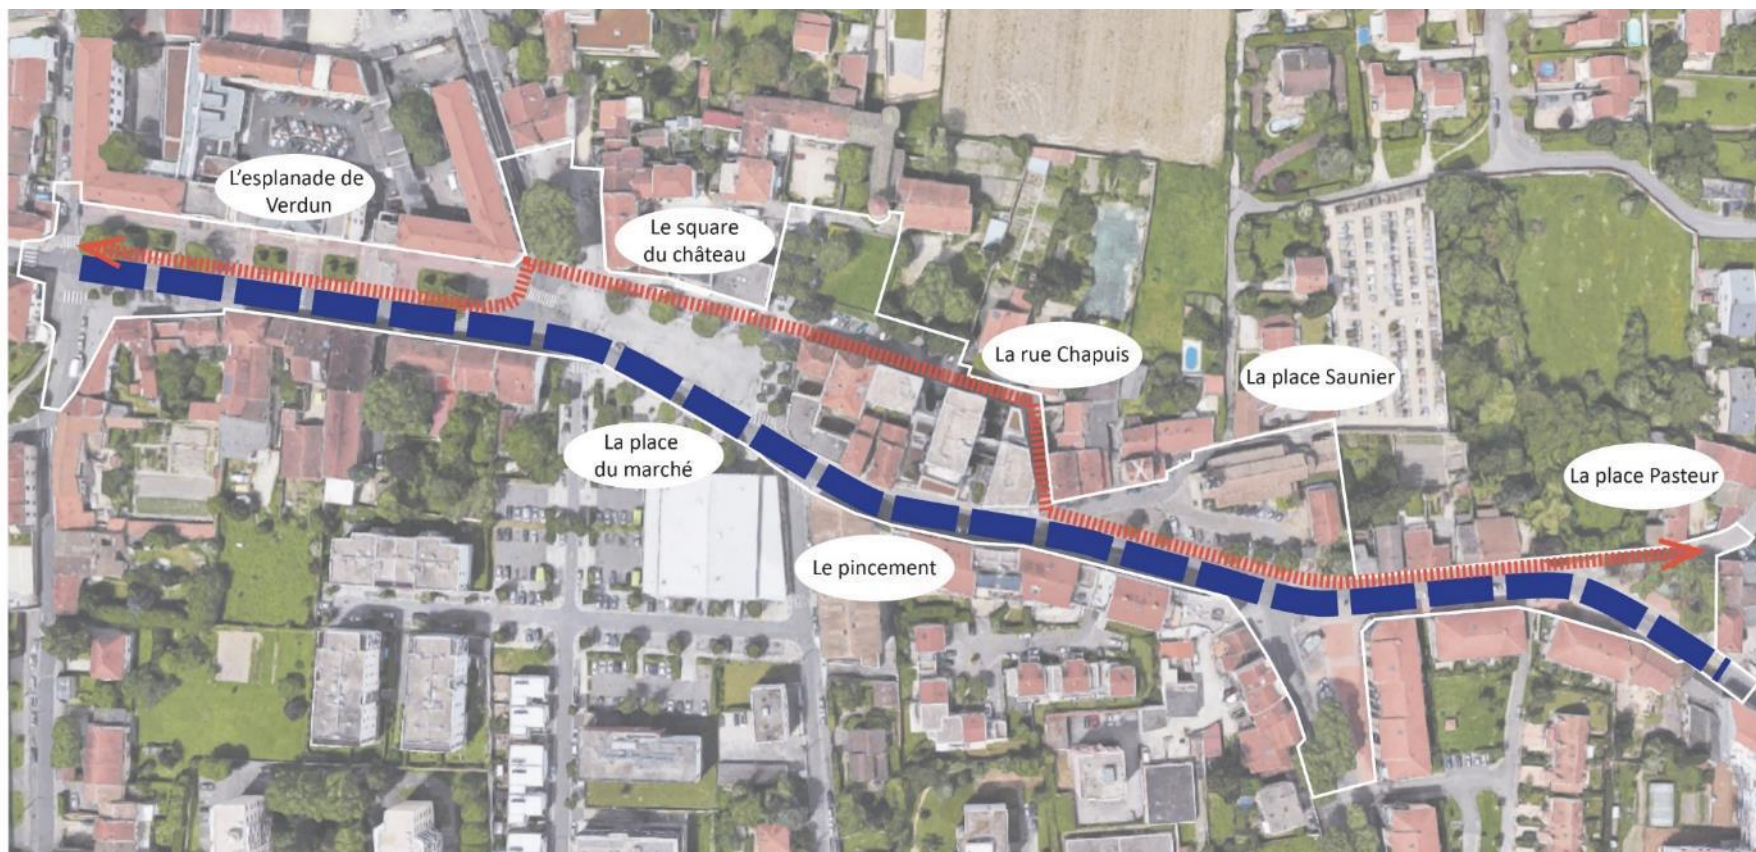 L'esplanade de
Verdun
Le square
du château
La rue Chapuis
La place Saunier
La place
du marché
La place Pasteur
Le pincement